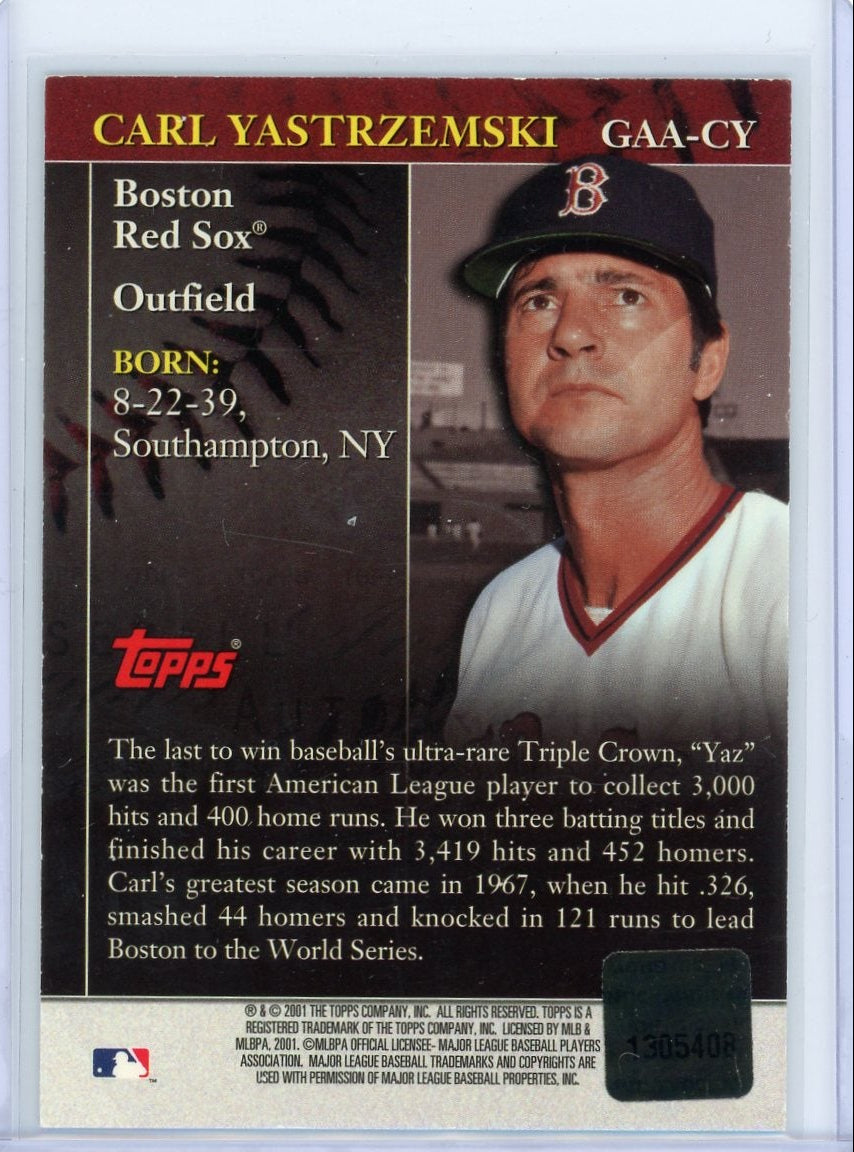 CARL YASTRZEMSKI GAA-CY
Boston
Red Sox®
Outfield
BORN:
8-22-39,
Southampton, NY
B
Topps®
The last to win baseball's ultra-rare Triple Crown, “Yaz”
was the first American League player to collect 3,000
hits and 400 home runs. He won three batting titles and
finished his career with 3,419 hits and 452 homers.
Carl's greatest season came in 1967, when he hit .326,
smashed 44 homers and knocked in 121 runs to lead
Boston to the World Series.
® & © 2001 THE TOPPS COMPANY, INC. ALL RIGHTS RESERVED. TOPPS IS A
REGISTERED TRADEMARK OF THE TOPPS COMPANY, INC. LICENSED BY MLB &
MLBPA, 2001. ©MLBPA OFFICIAL LICENSEE- MAJOR LEAGUE BASEBALL PLAYERS
ASSOCIATION. MAJOR LEAGUE BASEBALL TRADEMARKS AND COPYRIGHTS ARE
USED WITH PERMISSION OF MAJOR LEAGUE BASEBALL PROPERTIES, INC.
TM
1305408